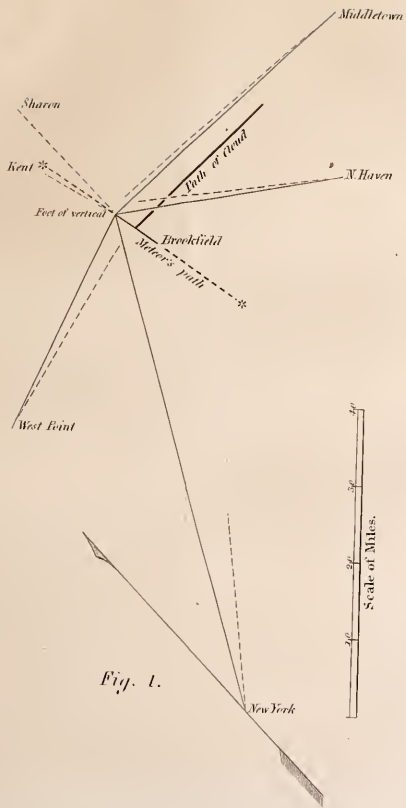 Middletown
Sharon
Kent
Path of Cloud
N. Haven
Foot of vertical
Brookfield
Meteor's path
West Point
40
30
20
10
Scale of Miles.
Fig. 1.
New York